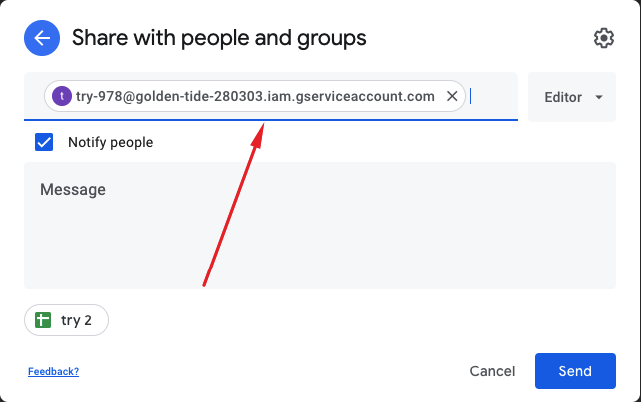 Share with people and groups
t try-978@golden-tide-280303.iam.gserviceaccount.com Editor
Notify people
Message
try 2
Feedback? Cancel Send